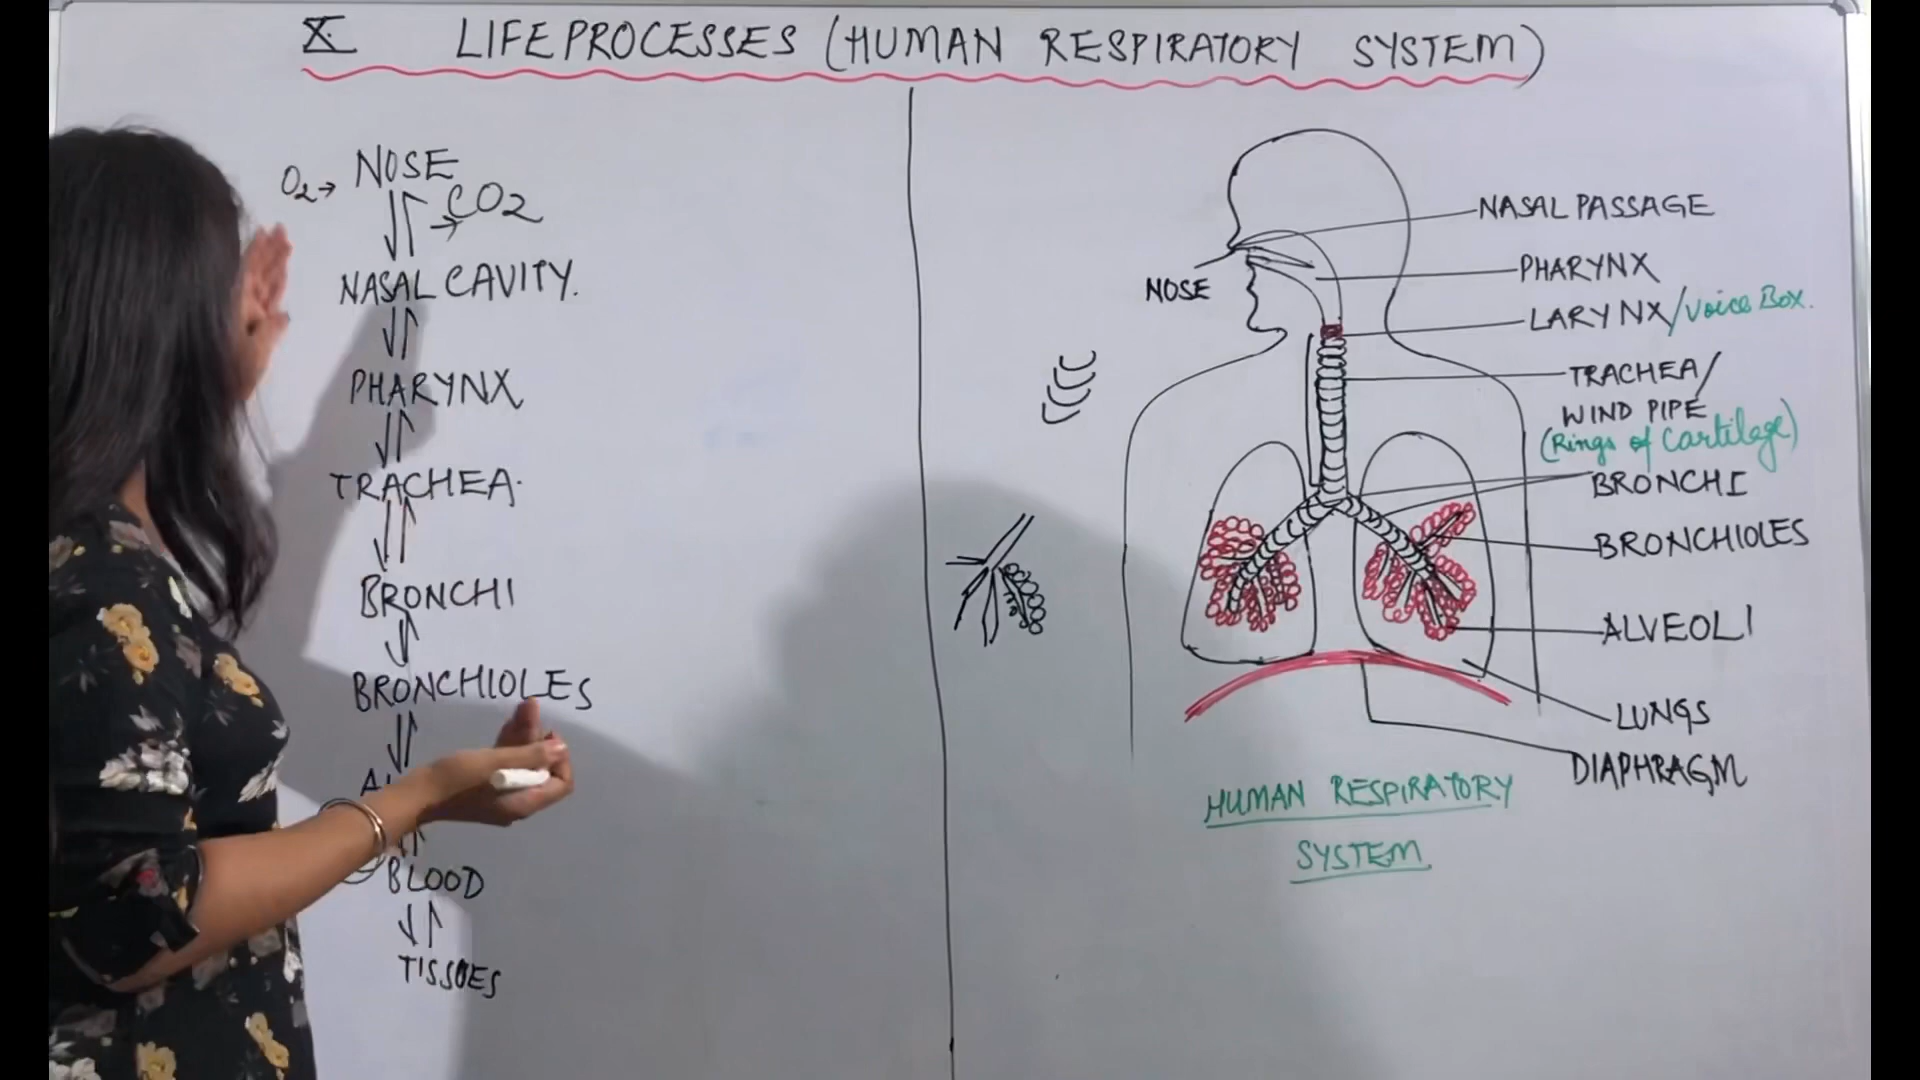 X LIFE PROCESSES (HUMAN RESPIRATORY SYSTEM)
O2→ NOSE
→ CO2
NASAL CAVITY.
PHARYNX
TRACHEA.
BRONCHI
BRONCHIOLES
BLOOD
TISSUES
NASAL PASSAGE
NOSE
PHARYNX
LARYNX/Voice Box.
TRACHEA/
WIND PIPE
(Rings of Cartilage)
BRONCHI
BRONCHIOLES
ALVEOLI
LUNGS
DIAPHRAGM
HUMAN RESPIRATORY
SYSTEM